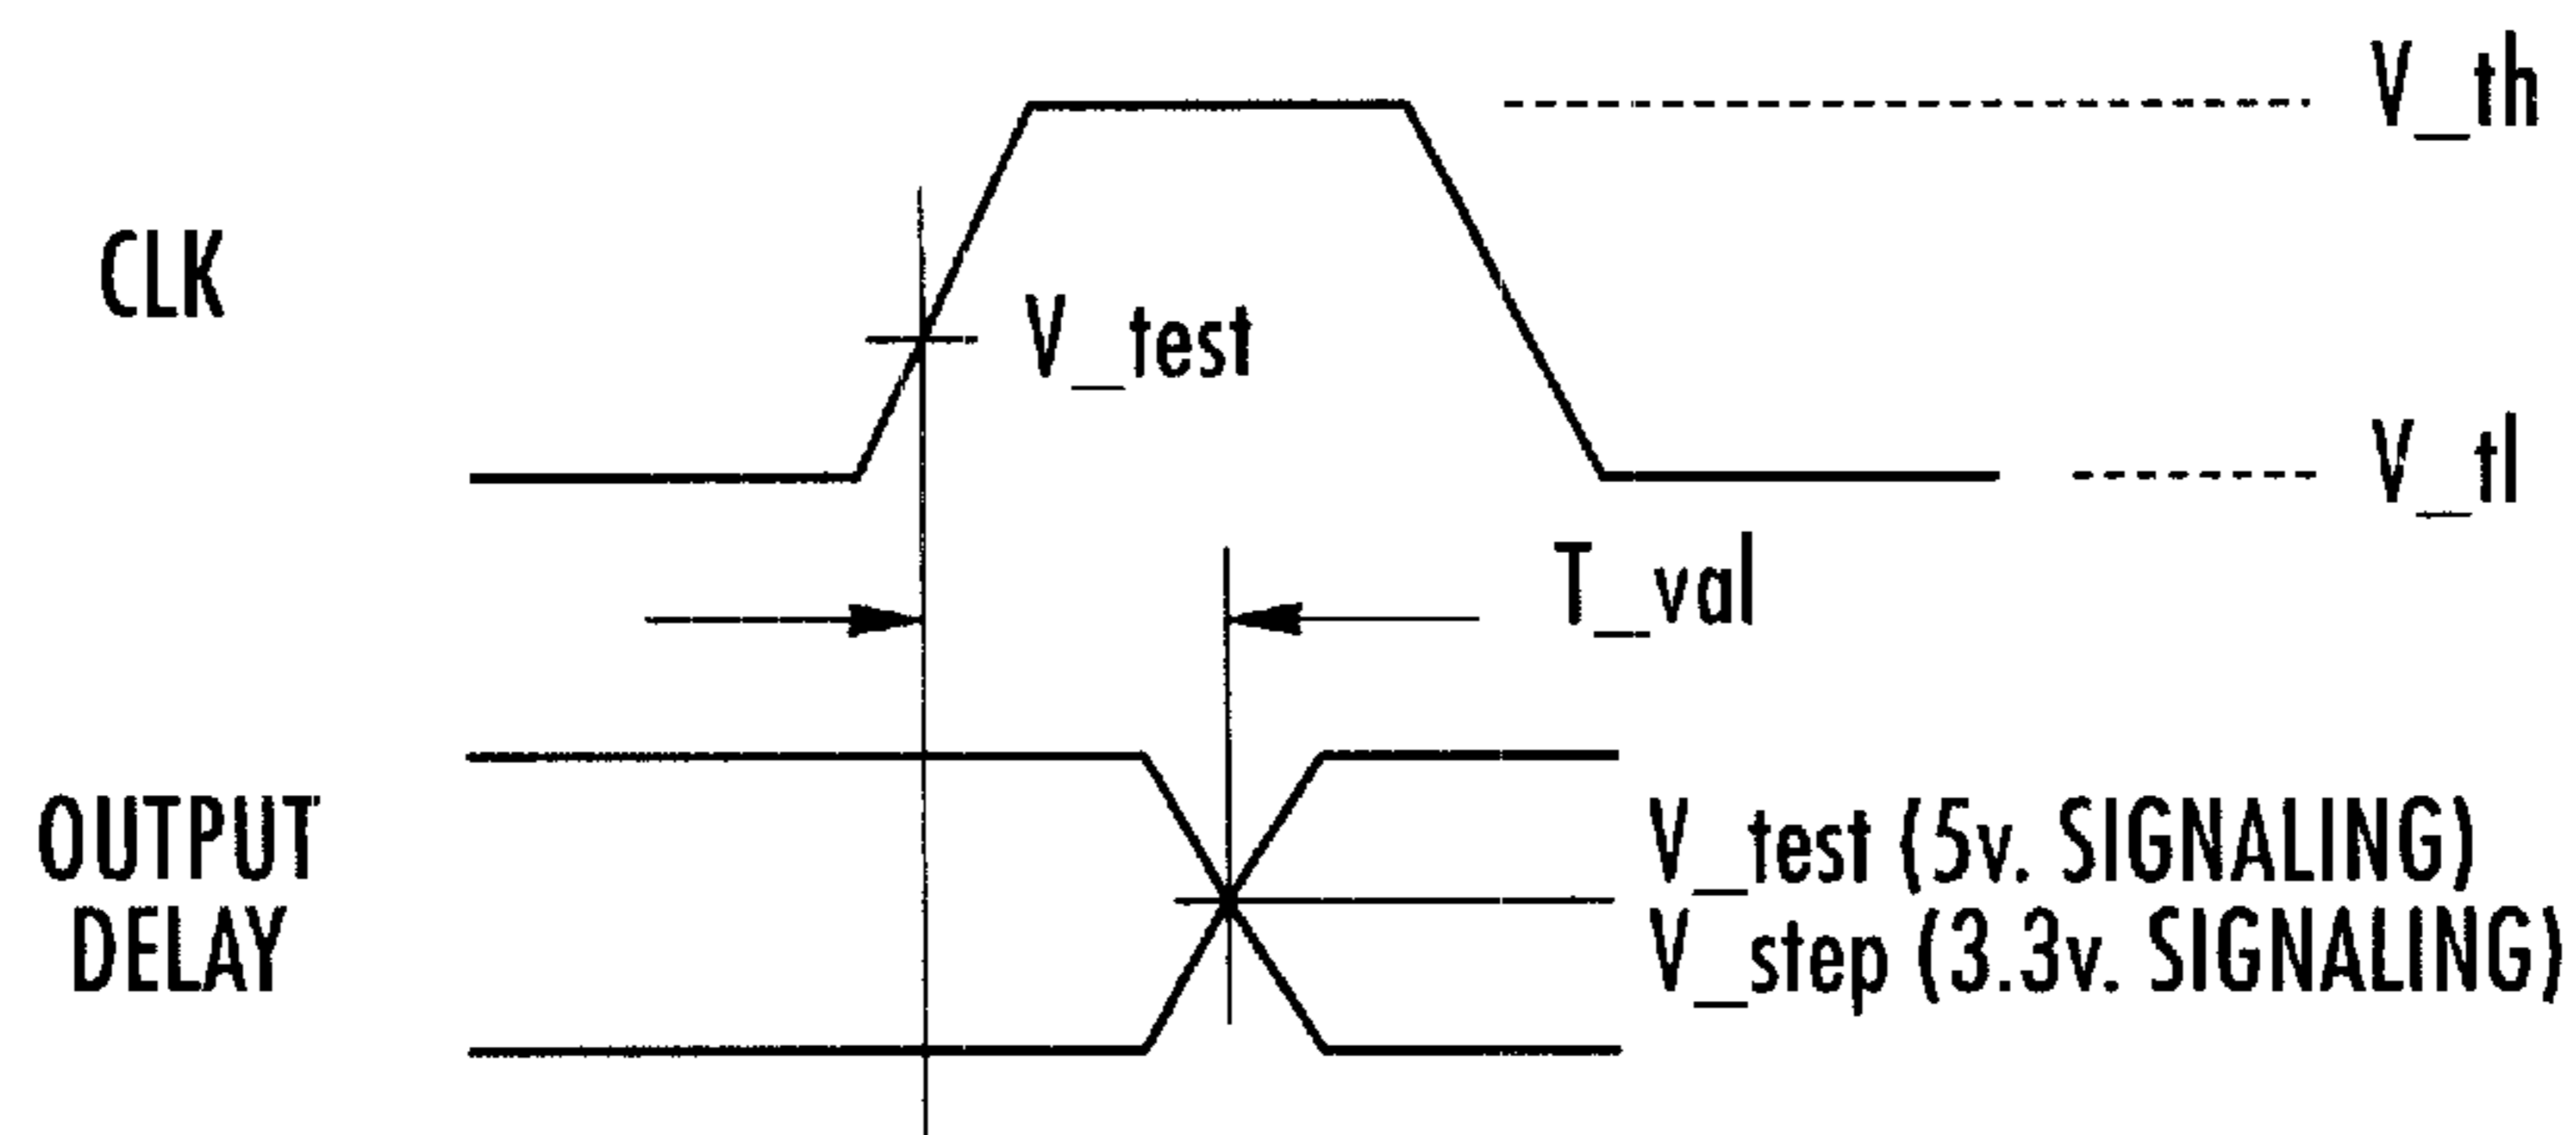 V_th
CLK
V_test
V_tl
T_val
OUTPUT
DELAY
V_test (5v. SIGNALING)
V_step (3.3v. SIGNALING)